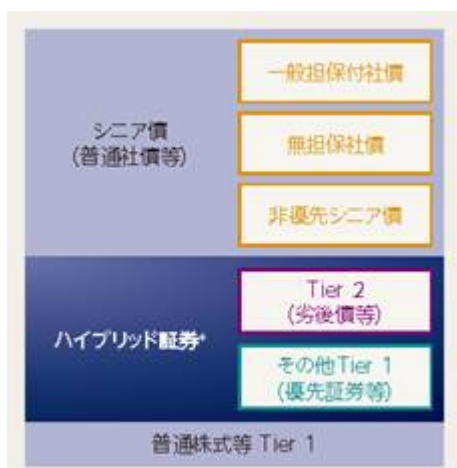 シニア債
(普通社債等)
一般担保付社債
無担保社債
非優先シニア債
ハイブリッド証券*
Tier 2
(劣後債等)
その他Tier 1
(優先証券等)
普通株式等 Tier 1